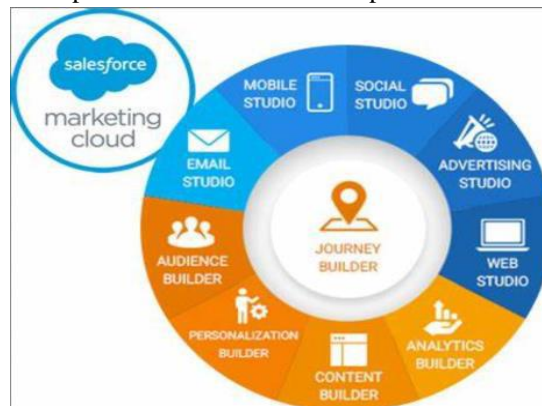 salesforce
marketing
cloud
MOBILE
STUDIO
SOCIAL
STUDIO
EMAIL
STUDIO
ADVERTISING
STUDIO
AUDIENCE
BUILDER
JOURNEY
BUILDER
WEB
STUDIO
PERSONALIZATION
BUILDER
ANALYTICS
BUILDER
CONTENT
BUILDER